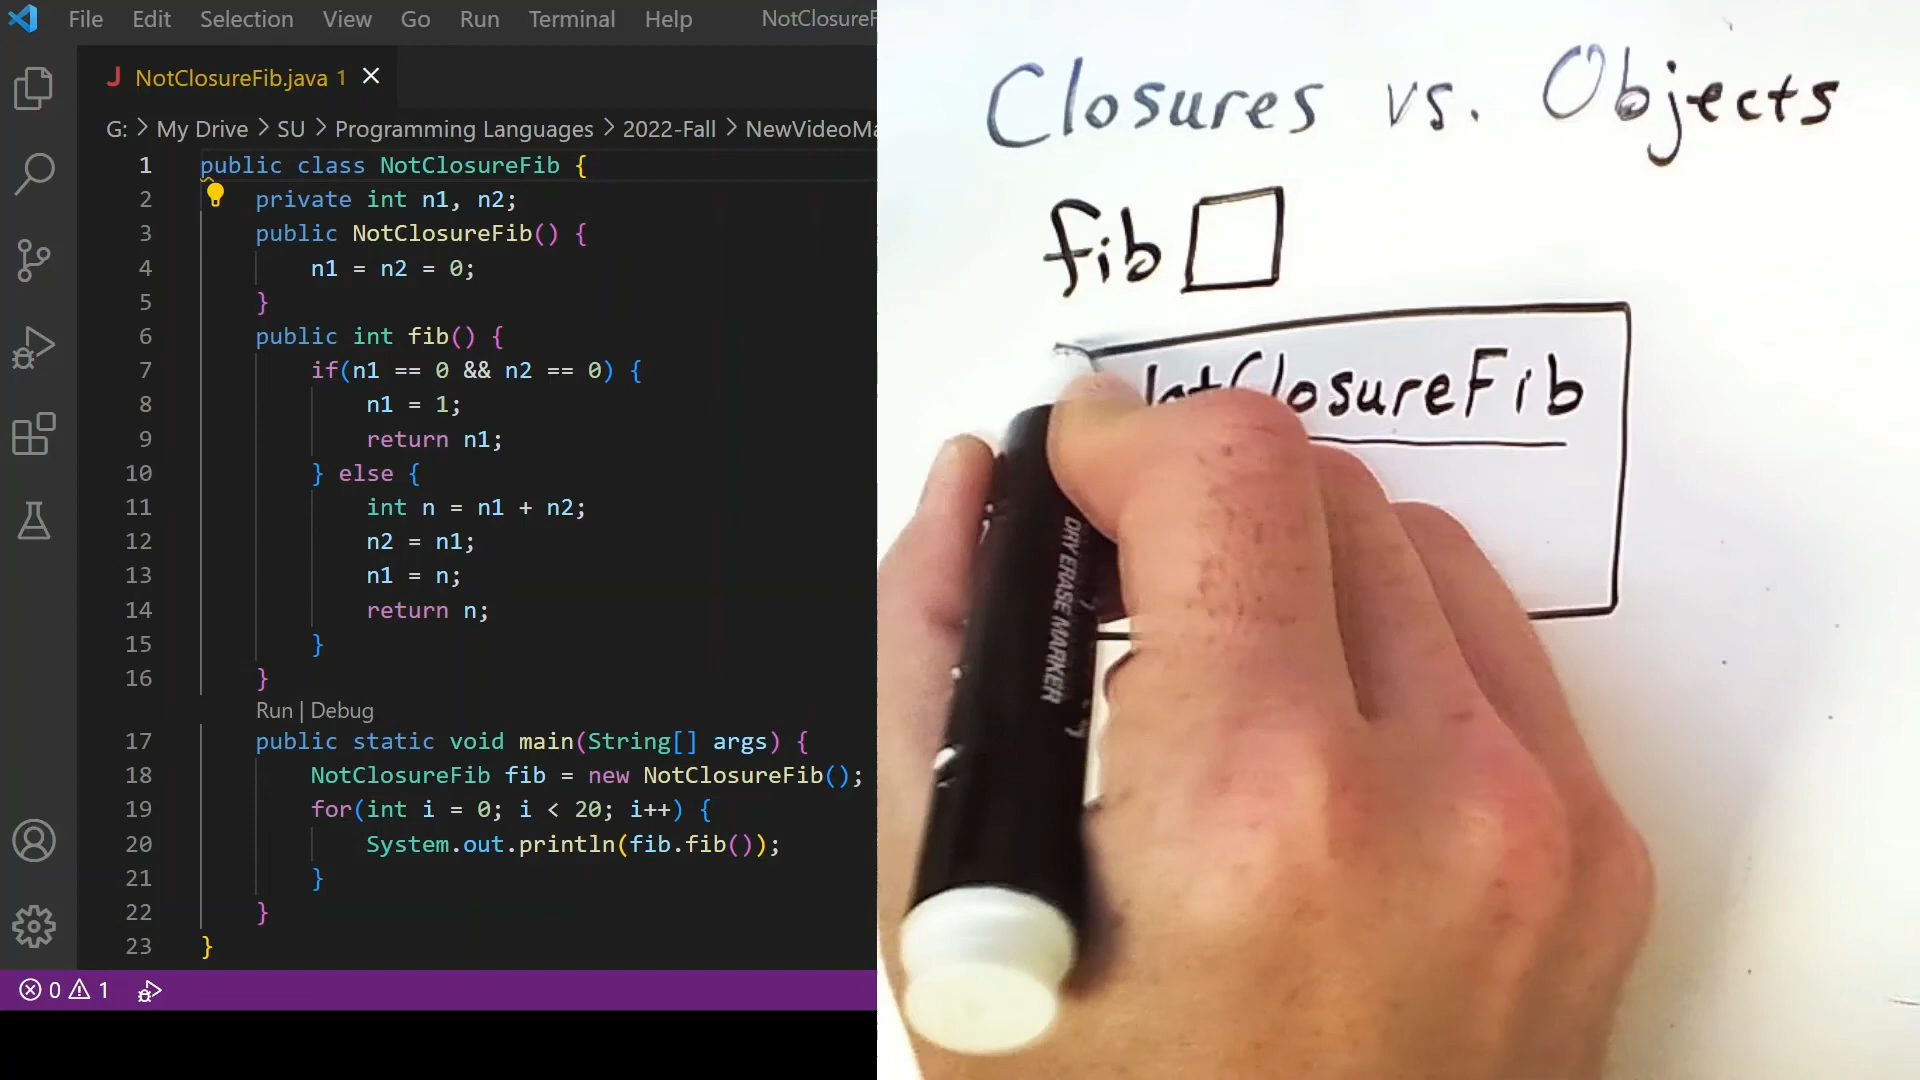 File Edit Selection View Go Run Terminal Help NotClosureF
NotClosureFib.java 1
G: > My Drive > SU > Programming Languages > 2022-Fall > NewVideoMa
1 public class NotClosureFib {
2 private int n1, n2;
3 public NotClosureFib() {
4 n1 = n2 = 0;
5 }
6 public int fib() {
7 if(n1 == 0 && n2 == 0) {
8 n1 = 1;
9 return n1;
10 } else {
11 int n = n1 + n2;
12 n2 = n1;
13 n1 = n;
14 return n;
15 }
16 }
Run | Debug
17 public static void main(String[] args) {
18 NotClosureFib fib = new NotClosureFib();
19 for(int i = 0; i < 20; i++) {
20 System.out.println(fib.fib());
21 }
22 }
23 }
0 1
Closures vs. Objects
fib
otClosureFib
DRY ERASE MARKER